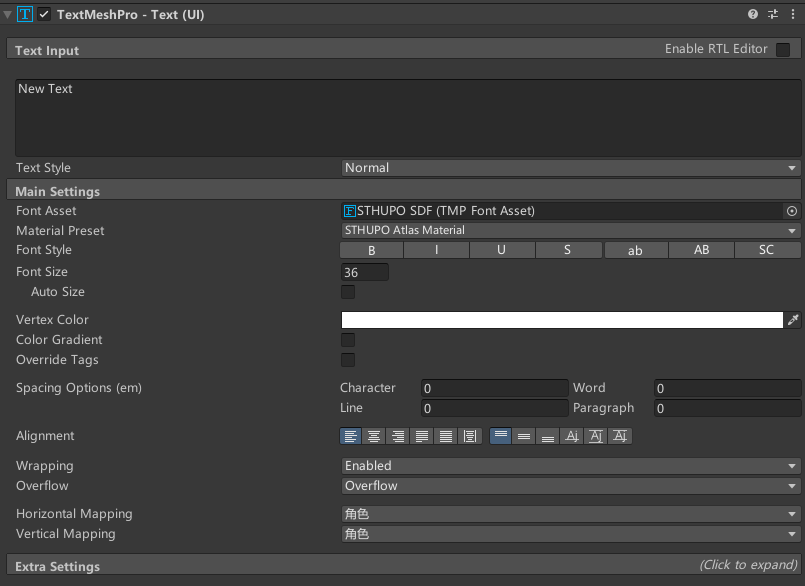 TextMeshPro - Text (UI)
Text Input Enable RTL Editor
New Text
Text Style Normal
Main Settings
Font Asset STHUPO SDF (TMP Font Asset)
Material Preset STHUPO Atlas Material
Font Style B I U S ab AB SC
Font Size 36
Auto Size
Vertex Color
Color Gradient
Override Tags
Spacing Options (em) Character 0 Word 0
Line 0 Paragraph 0
Alignment
Wrapping Enabled
Overflow Overflow
Horizontal Mapping 角色
Vertical Mapping 角色
Extra Settings (Click to expand)